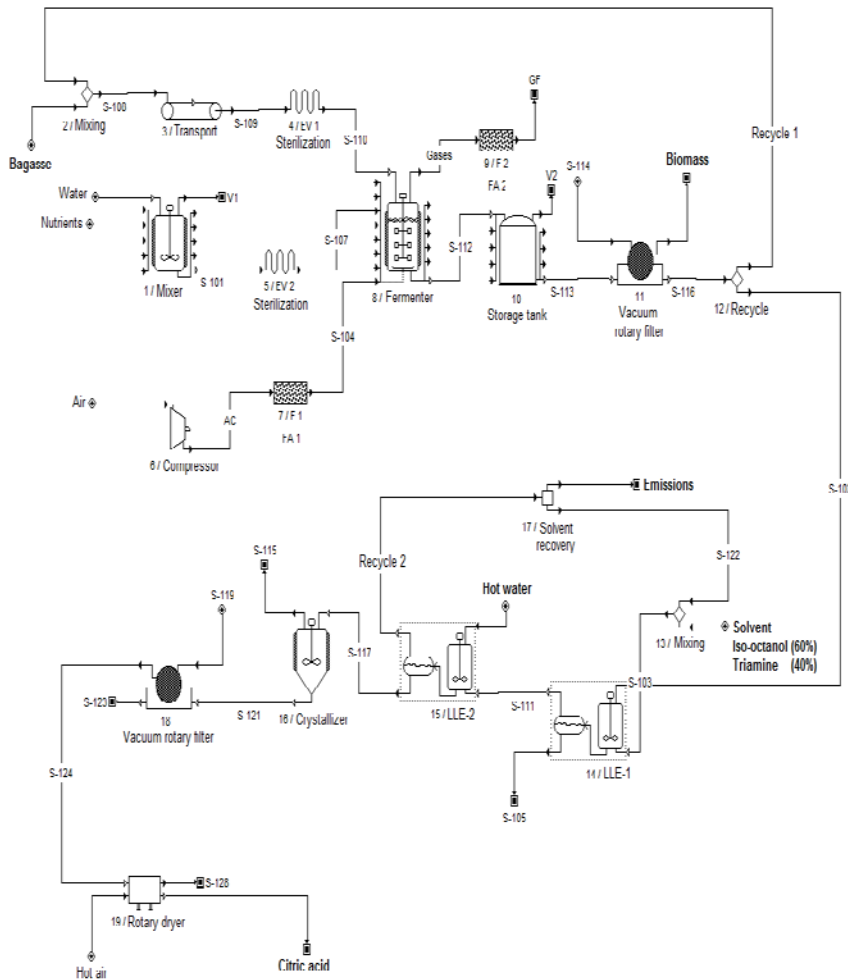 GF
S-100
2 / Mixing
3 / Transport
S-109
4 / EV 1
Sterilization
S-110
Gases
9 / F 2
FA 2
S-114
Biomass
Recycle 1
Bagasse
Water
V1
Nutrients
S 101
1 / Mixer
5 / EV 2
Sterilization
S-107
8 / Fermenter
S-112
V2
10
Storage tank
S-113
11
Vacuum
rotary filter
S-116
12 / Recycle
S-104
Air
AC
7 / F 1
FA 1
6 / Compressor
Emissions
17 / Solvent
recovery
S-122
S-115
Recycle 2
Hot water
S-119
S-117
13 / Mixing
Solvent
Iso-octanol (60%)
Triamine (40%)
S-103
S-123
18
Vacuum rotary filter
S 121
16 / Crystallizer
15 / LLE-2
S-111
14 / LLE-1
S-124
S-105
S-128
19 / Rotary dryer
Hot air
Citric acid